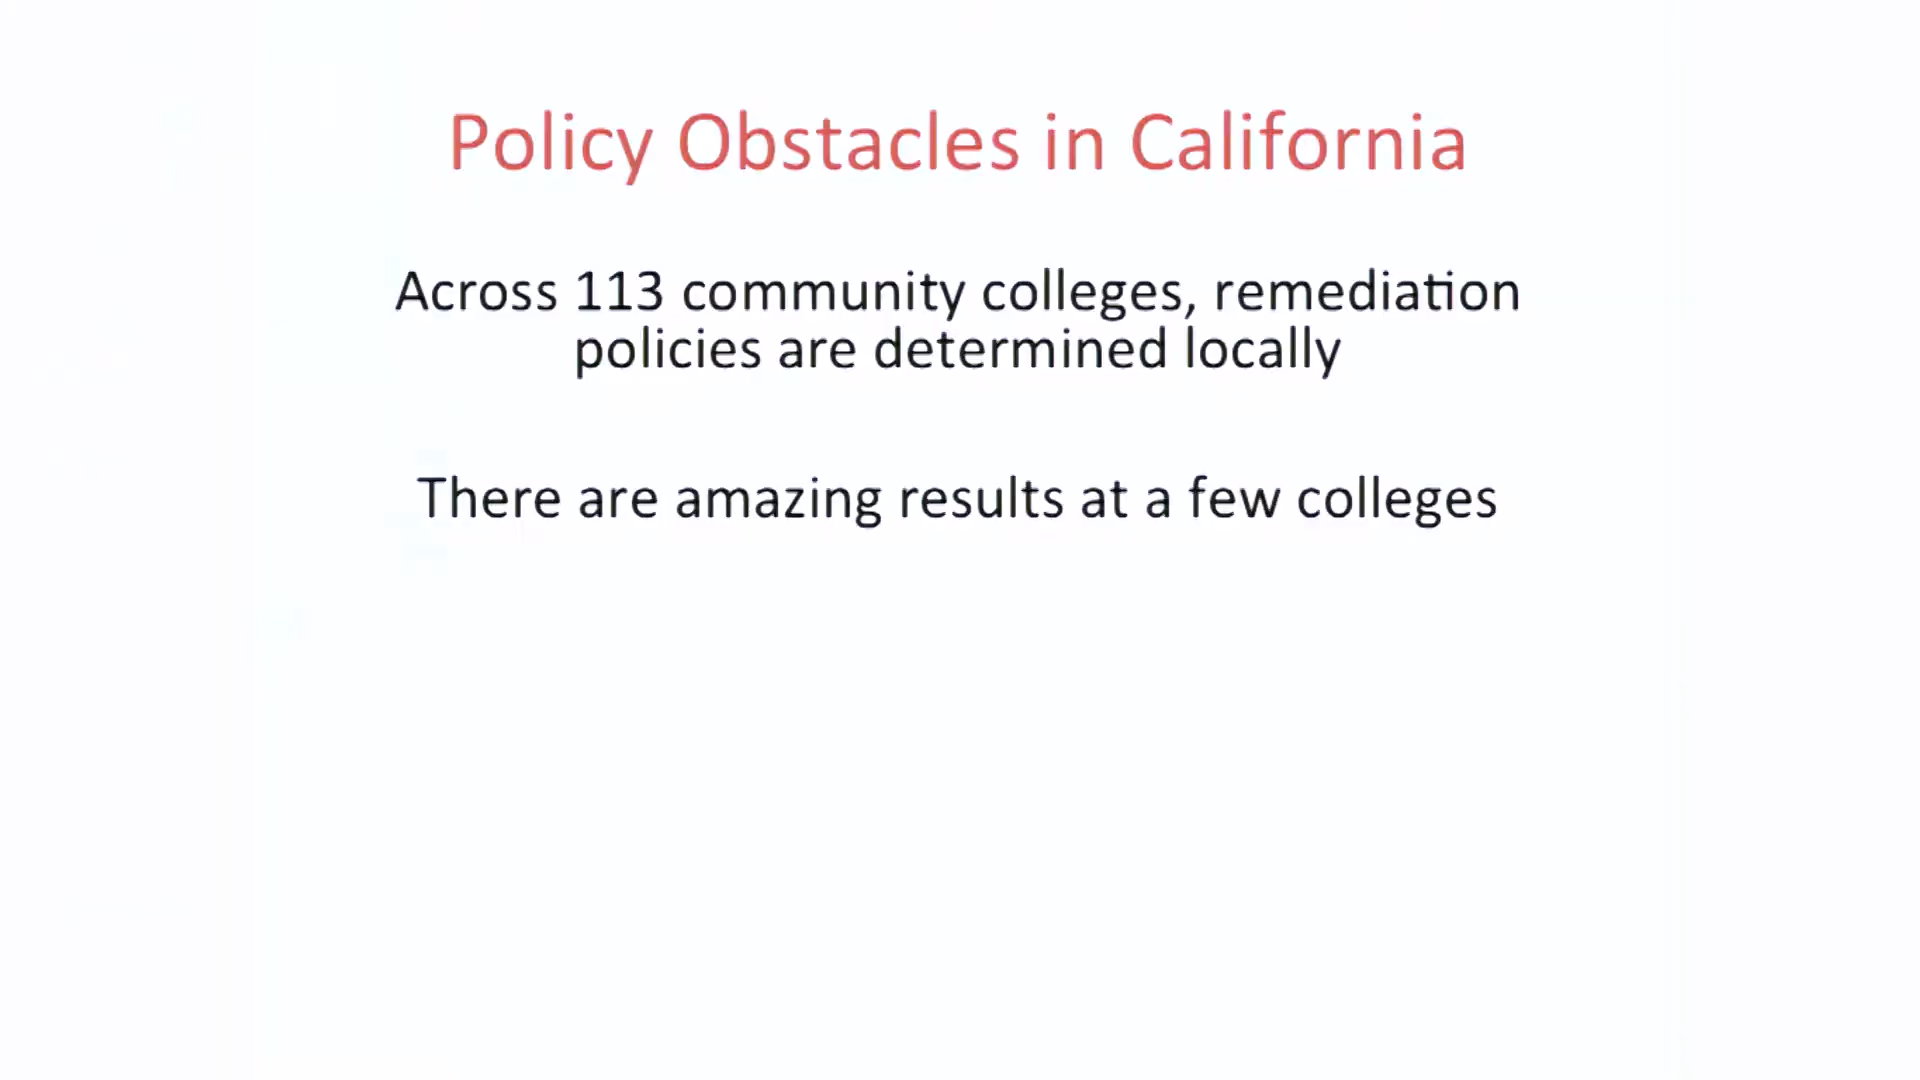 Policy Obstacles in California
Across 113 community colleges, remediation
policies are determined locally
There are amazing results at a few colleges